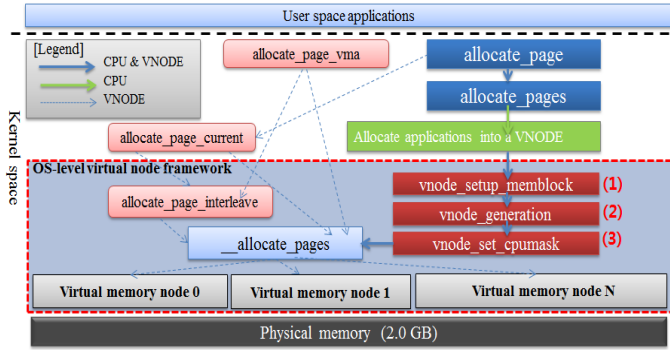 User space applications
[Legend]
CPU & VNODE
CPU
VNODE
Kernel space
allocate_page_vma
allocate_page
allocate_pages
allocate_page_current
Allocate applications into a VNODE
OS-level virtual node framework
vnode_setup_memblock
(1)
allocate_page_interleave
vnode_generation
(2)
__allocate_pages
vnode_set_cpumask
(3)
Virtual memory node 0
Virtual memory node 1
Virtual memory node N
Physical memory (2.0 GB)